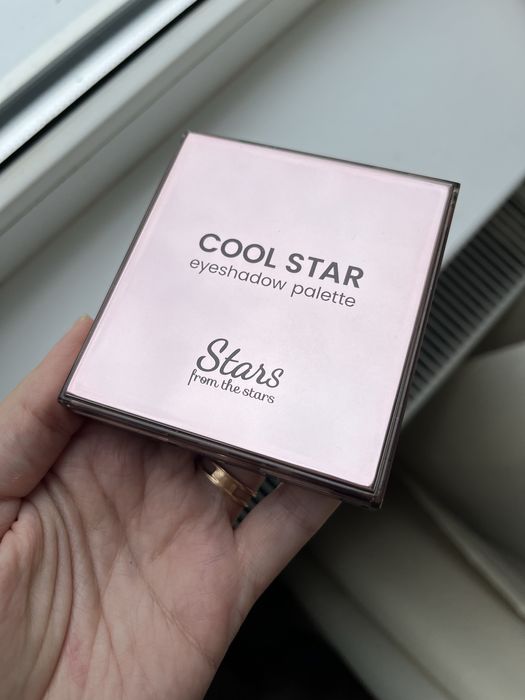 COOL STAR
eyeshadow palette
Stars
from the stars